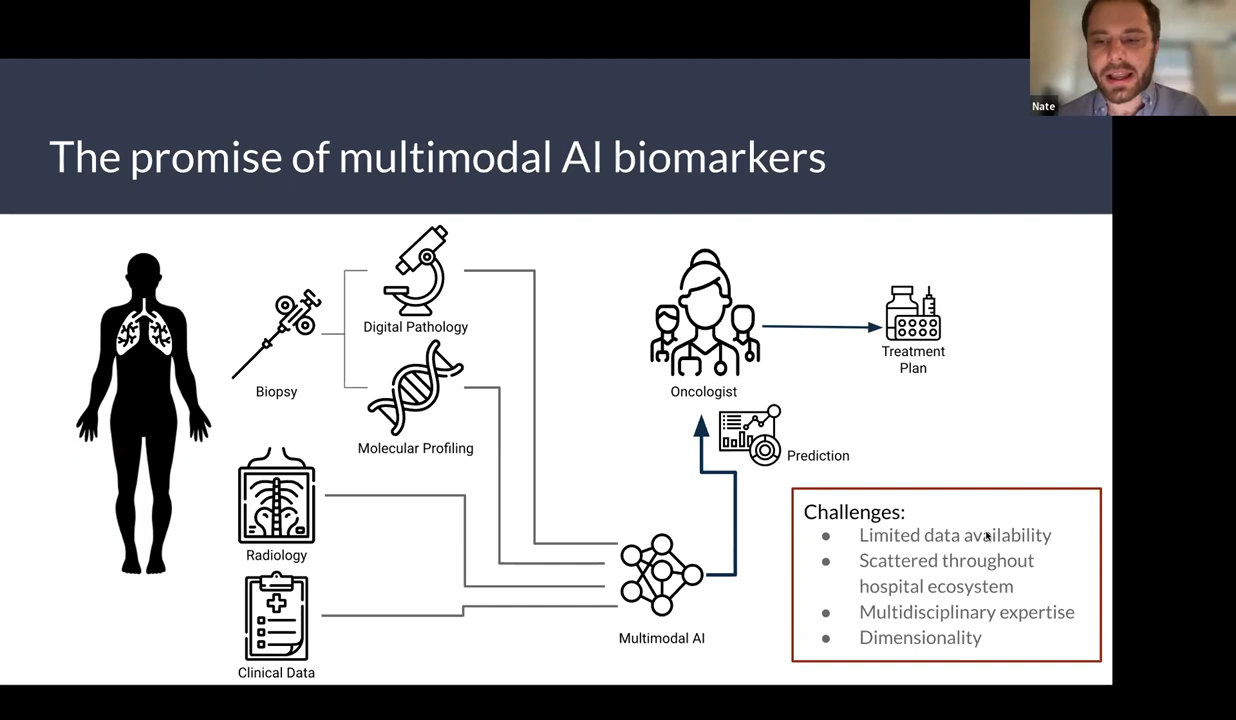 Nate
The promise of multimodal AI biomarkers
Digital Pathology
Biopsy
Molecular Profiling
Radiology
Clinical Data
Multimodal AI
Oncologist
Prediction
Treatment
Plan
Challenges:
● Limited data availability
● Scattered throughout
hospital ecosystem
● Multidisciplinary expertise
● Dimensionality